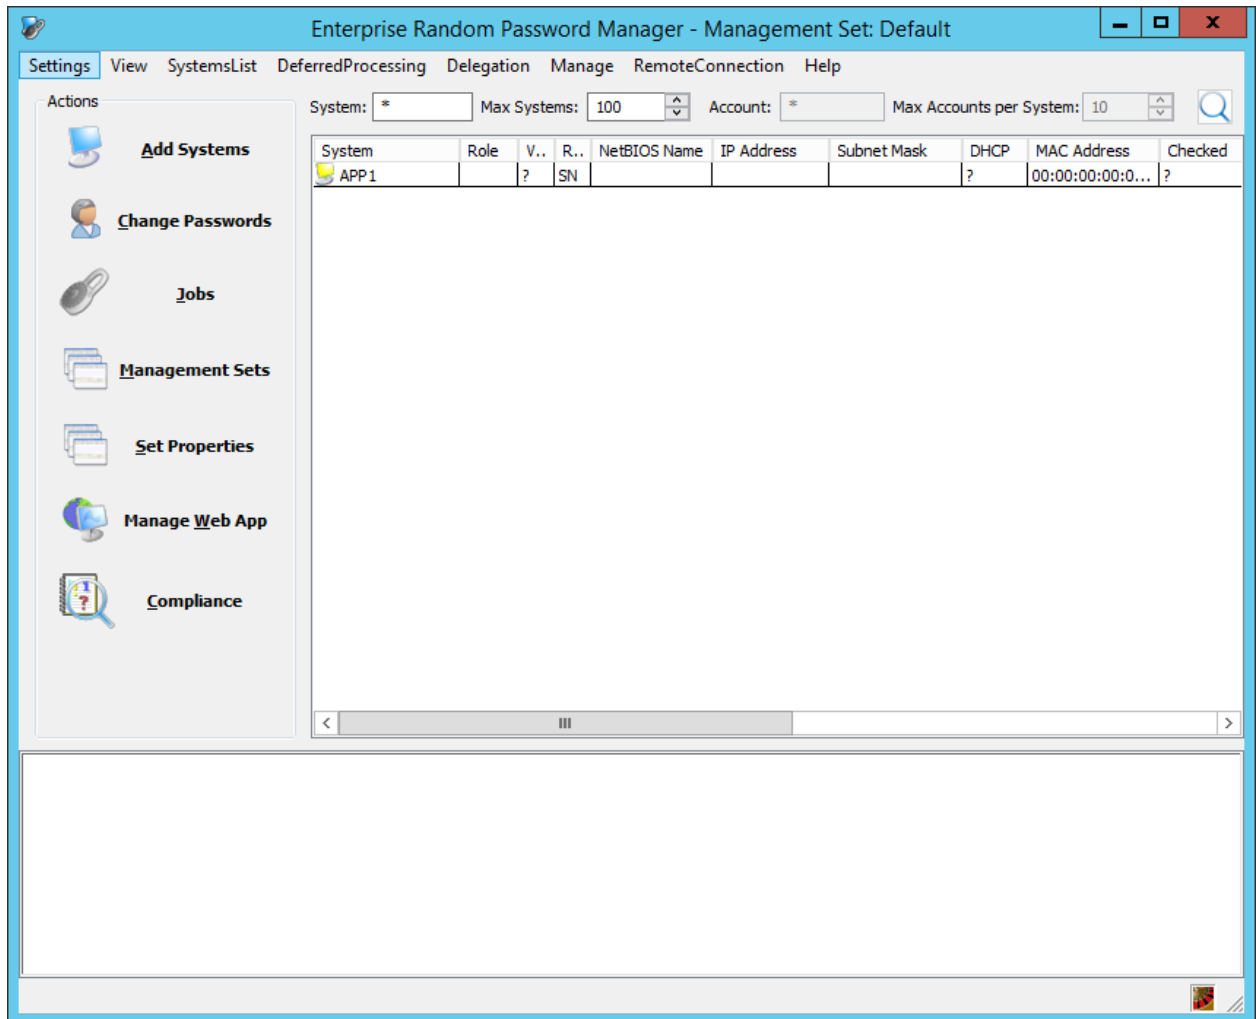 Enterprise Random Password Manager - Management Set: Default
Settings View SystemsList DeferredProcessing Delegation Manage RemoteConnection Help
Actions
System: * Max Systems: 100 Account: * Max Accounts per System: 10
Add Systems
System Role V.. R.. NetBIOS Name IP Address Subnet Mask DHCP MAC Address Checked
APP1 ? SN ? 00:00:00:00:0... ?
Change Passwords
Jobs
Management Sets
Set Properties
Manage Web App
Compliance